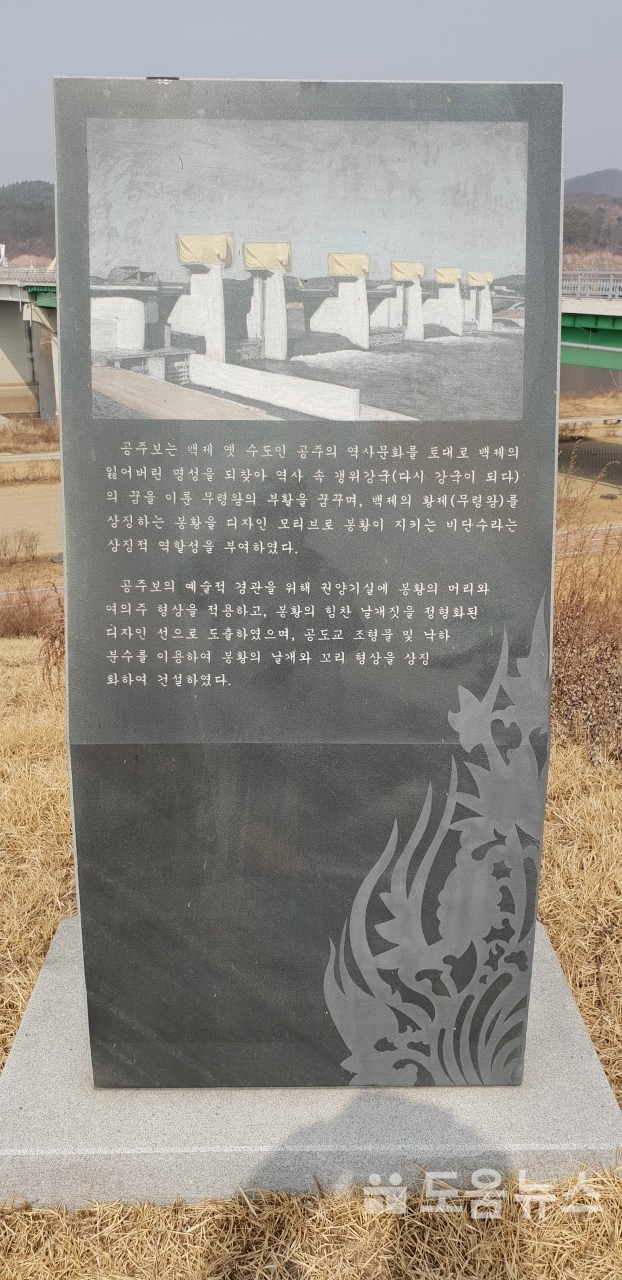 공주보는 백제 옛 수도인 공주의 역사문화를 토대로 백제의
잃어버린 명성을 되찾아 역사 속 갱위강국(다시 강국이 되다)
의 꿈을 이룬 무령왕의 부활을 꿈꾸며, 백제의 황제(무령왕)를
상징하는 봉황을 디자인 모티브로 봉황이 지키는 비단수라는
상징적 역할성을 부여하였다.
공주보의 예술적 경관을 위해 권양기실에 봉황의 머리와
여의주 형상을 적용하고, 봉황의 힘찬 날개짓을 정형화된
디자인 선으로 도출하였으며, 공도교 조형물 및 낙하
분수를 이용하여 봉황의 날개와 꼬리 형상을 상징
화하여 건설하였다.
도움뉴스